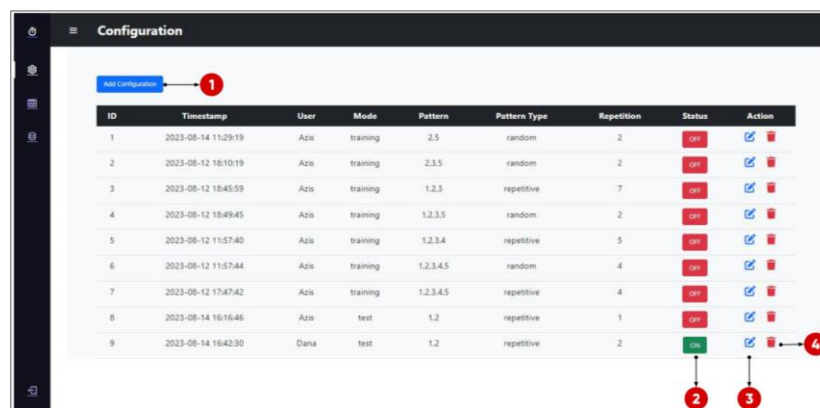 Configuration
Add Configuration
1
ID Timestamp User Mode Pattern Pattern Type Repetition Status Action
1 2023-08-14 11:29:19 Azis training 2.5 random 2 OFF
2 2023-08-12 18:10:19 Azis training 2.3.5 random 2 OFF
3 2023-08-12 18:45:59 Azis training 1.2.3 repetitive 7 OFF
4 2023-08-12 18:49:45 Azis training 1.2.3.5 random 2 OFF
5 2023-08-12 11:57:40 Azis training 1.2.3.4 repetitive 5 OFF
6 2023-08-12 11:57:44 Azis training 1.2.3.4.5 random 4 OFF
7 2023-08-12 17:47:42 Azis training 1.2.3.4.5 repetitive 4 OFF
8 2023-08-14 16:16:46 Azis test 1.2 repetitive 1 OFF
9 2023-08-14 16:42:30 Dana test 1.2 repetitive 2 ON
4
2 3